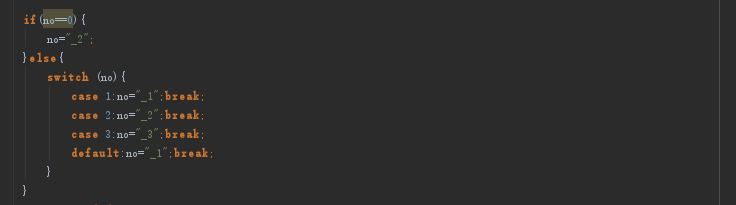 if(no==0){
no="_2";
}else{
switch (no){
case 1:no="_1";break;
case 2:no="_2";break;
case 3:no="_3";break;
default:no="_1";break;
}
}